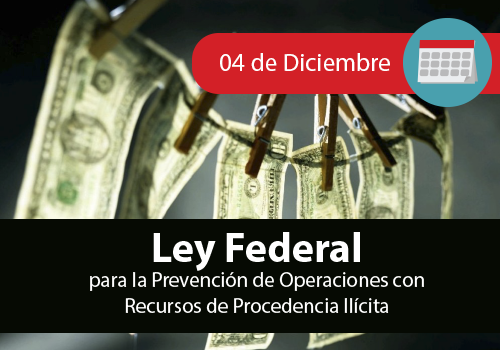 04 de Diciembre
Ley Federal
para la Prevención de Operaciones con
Recursos de Procedencia Ilícita